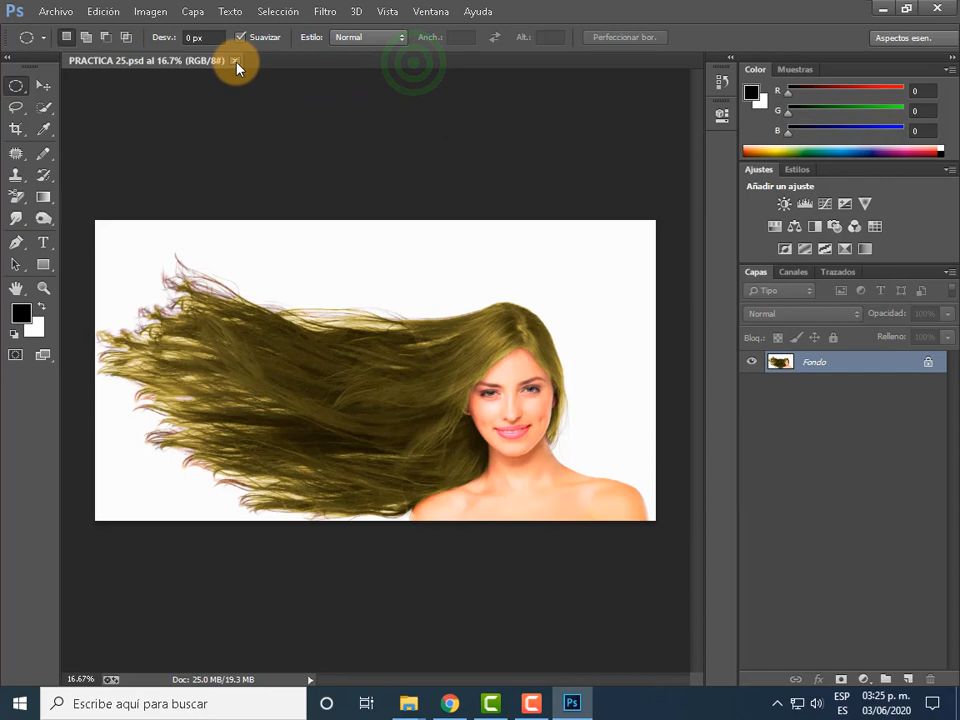 Ps Archivo Edición Imagen Capa Texto Selección Filtro 3D Vista Ventana Ayuda
Desv.: 0 px Suavizar Estilo: Normal Anch.: Alt.: Perfeccionar bor. Aspectos esen.
PRACTICA 25.psd al 16.7% (RGB/8#)
Color Muestras
R 0
G 0
B 0
Ajustes Estilos
Añadir un ajuste
Capas Canales Trazados
Tipo
Normal Opacidad: 100%
Bloq.: Relleno: 100%
Fondo
16.67% Doc: 25.0 MB/19.3 MB
Escribe aquí para buscar
Ps
ESP 03:25 p. m.
ES 03/06/2020